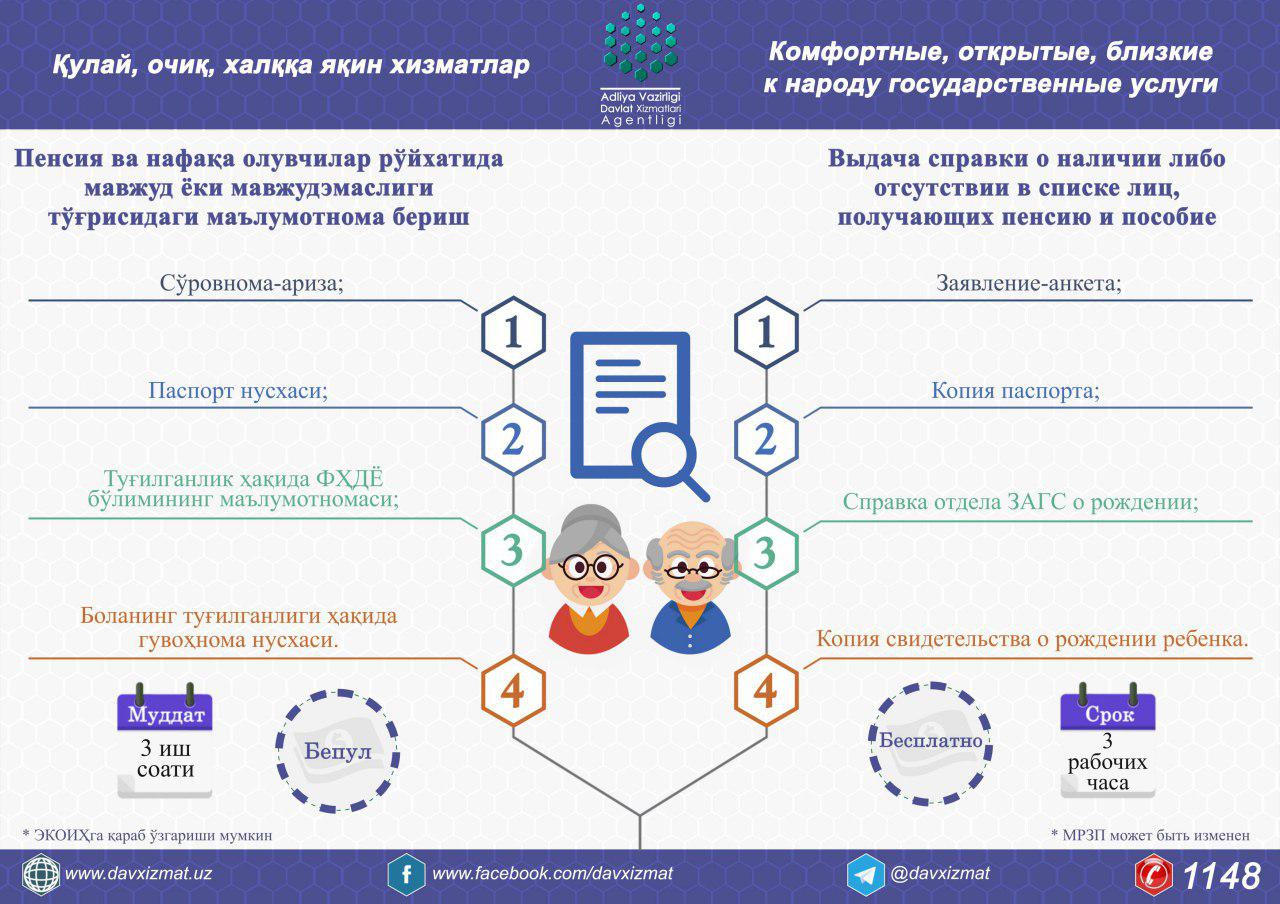 Қулай, очиқ, халққа яқин хизматлар
Adliya Vazirligi
Davlat Xizmatlari
Agentligi
Комфортные, открытые, близкие
к народу государственные услуги
Пенсия ва нафақа олувчилар рўйхатида
мавжуд ёки мавжудэмаслиги
тўғрисидаги маълумотнома бериш
Сўровнома-ариза;
1
Паспорт нусхаси;
2
Туғилганлик ҳақида ФҲДЁ
бўлимининг маълумотномаси;
3
Боланинг туғилганлиги ҳақида
гувоҳнома нусхаси.
4
Муддат
3 иш
соати
Бепул
* ЭКОИҲга қараб ўзгариши мумкин
Выдача справки о наличии либо
отсутствии в списке лиц,
получающих пенсию и пособие
Заявление-анкета;
1
Копия паспорта;
2
Справка отдела ЗАГС о рождении;
3
Копия свидетельства о рождении ребенка.
4
Бесплатно
Срок
3
рабочих
часа
* МРЗП может быть изменен
www.davxizmat.uz
www.facebook.com/davxizmat
@davxizmat
1148